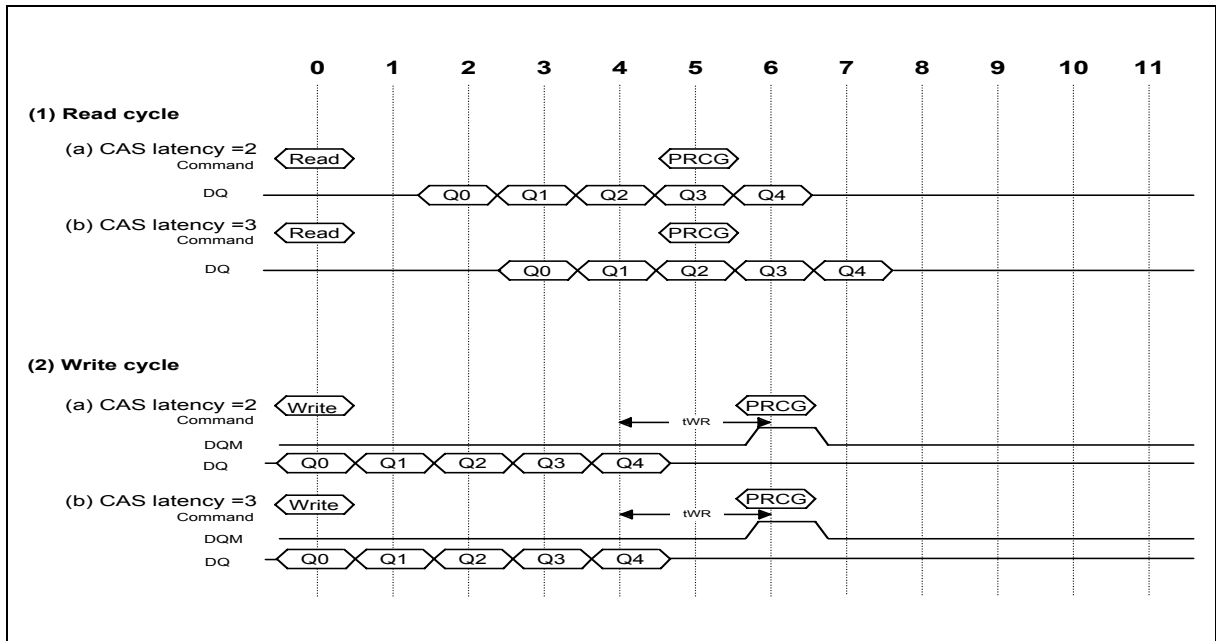 0 1 2 3 4 5 6 7 8 9 10 11
(1) Read cycle
(a) CAS latency =2
Command
Read PRCG
DQ
Q0 Q1 Q2 Q3 Q4
(b) CAS latency =3
Command
Read PRCG
DQ
Q0 Q1 Q2 Q3 Q4
(2) Write cycle
(a) CAS latency =2
Command
Write PRCG
tWR
DQM
DQ
Q0 Q1 Q2 Q3 Q4
(b) CAS latency =3
Command
Write PRCG
tWR
DQM
DQ
Q0 Q1 Q2 Q3 Q4